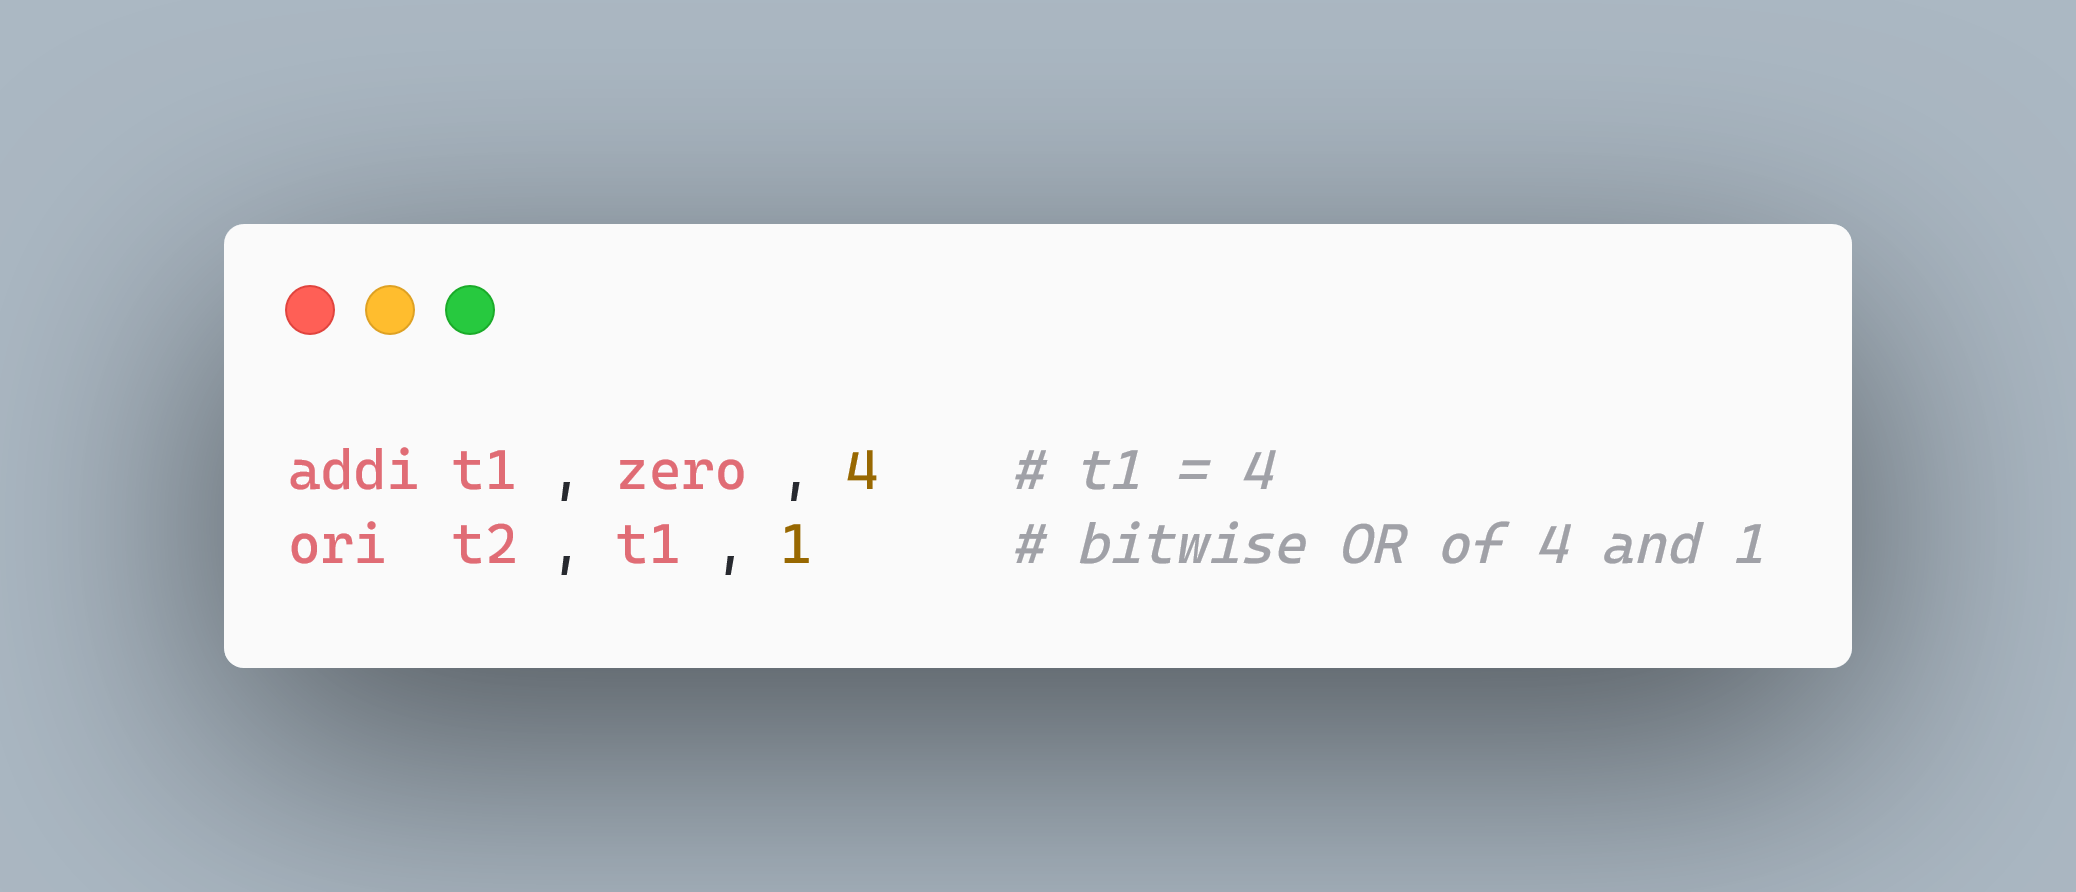 addi t1 , zero , 4     # t1 = 4
ori  t2 , t1 , 1       # bitwise OR of 4 and 1